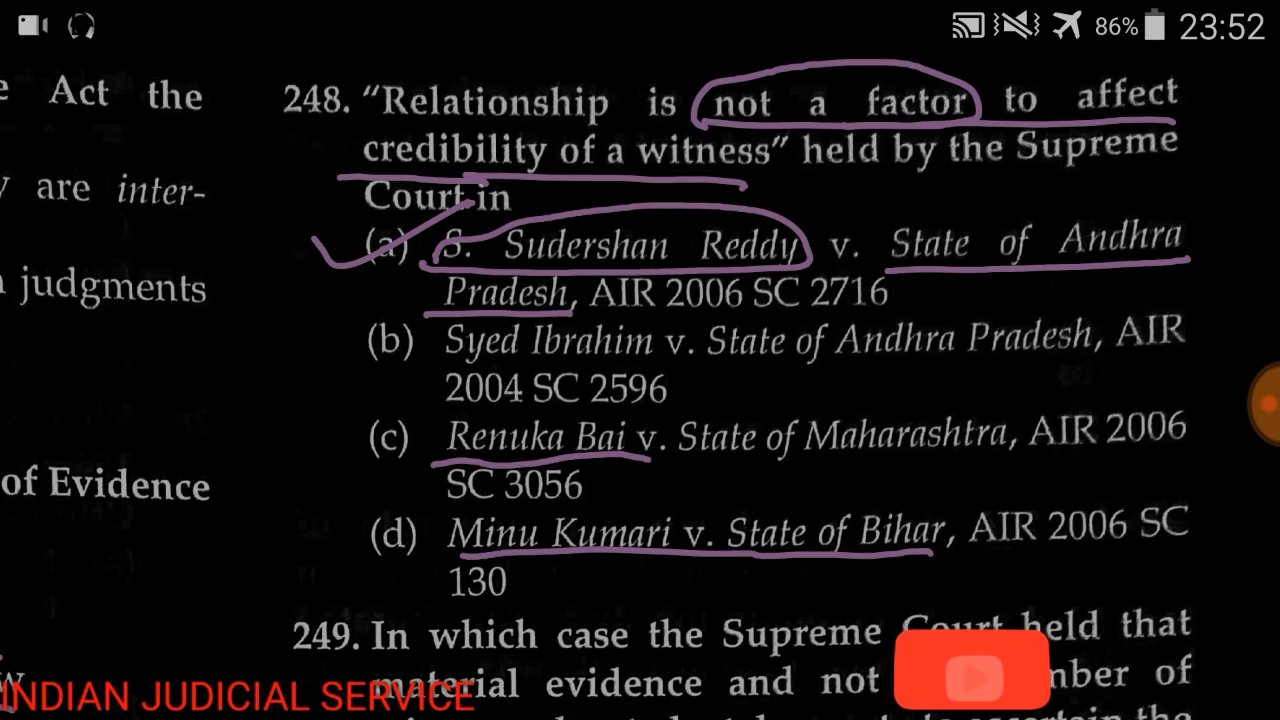 86% 23:52
e Act the
y are inter-
judgments
of Evidence
248. “Relationship is not a factor to affect
credibility of a witness” held by the Supreme
Court in
(a) S. Sudershan Reddy v. State of Andhra
Pradesh, AIR 2006 SC 2716
(b) Syed Ibrahim v. State of Andhra Pradesh, AIR
2004 SC 2596
(c) Renuka Bai v. State of Maharashtra, AIR 2006
SC 3056
(d) Minu Kumari v. State of Bihar, AIR 2006 SC
130
249. In which case the Supreme Court held that
material evidence and not of
INDIAN JUDICIAL SERVICE